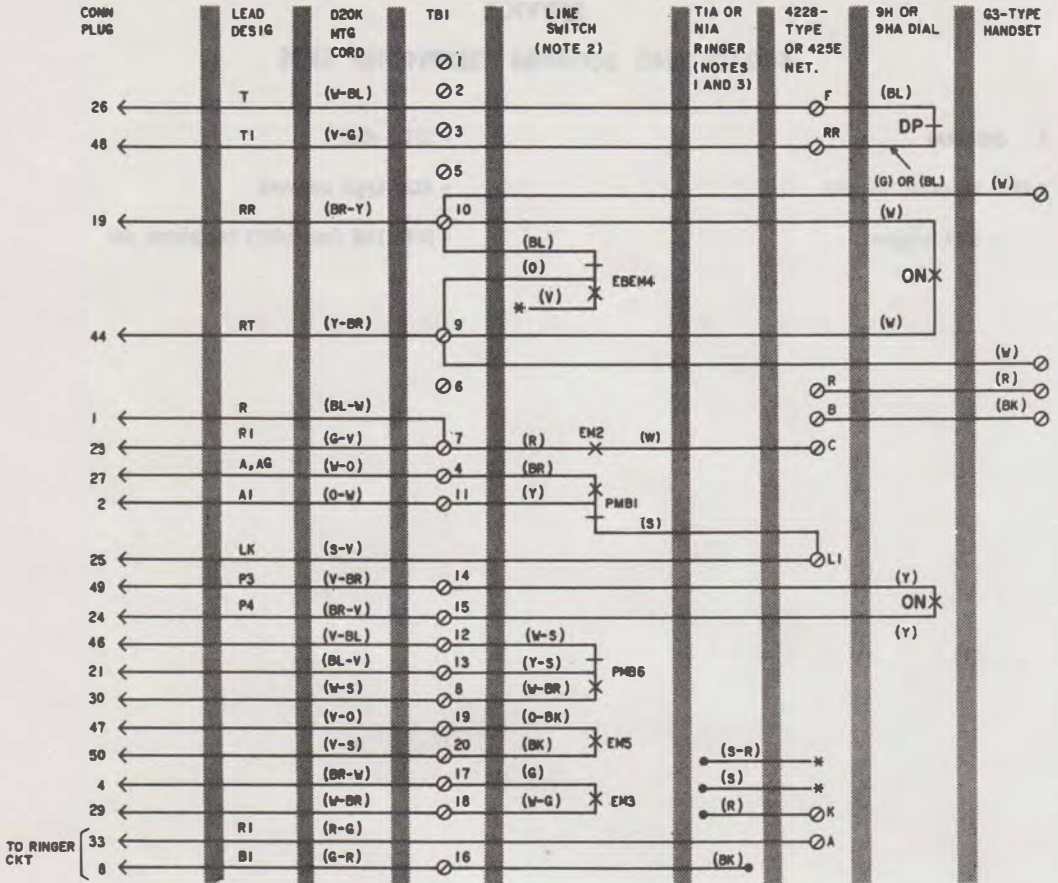 CONN PLUG
LEAD DESIG
D20K MTG CORD
TB1
LINE SWITCH (NOTE 2)
T1A OR N1A RINGER (NOTES 1 AND 3)
4228-TYPE OR 425E NET.
9H OR 9HA DIAL
G3-TYPE HANDSET
1
2
26 T (W-BL) F (BL)
DP
3
48 T1 (V-G) RR
5
(G) OR (BL) (W)
19 RR (BR-Y) 10 (W)
(BL)
(O)
EBEM4
* (V)
ON
44 RT (Y-BR) 9 (W)
(W)
6 R (R)
1 R (BL-W) B (BK)
23 R1 (G-V) 7 (R) EM2 (W) C
27 A,AG (W-O) 4 (BR)
2 A1 (O-W) 11 (Y) PMB1
(S)
25 LK (S-V) L1
49 P3 (V-BR) 14 (Y)
ON
24 P4 (BR-V) 15 (Y)
46 (V-BL) 12 (W-S)
21 (BL-V) 13 (Y-S) PMB6
30 (W-S) 8 (W-BR)
47 (V-O) 19 (O-BK)
EM5
50 (V-S) 20 (BK) (S-R) *
4 (BR-W) 17 (G) (S) *
EM3
29 (W-BR) 18 (W-G) (R) K
TO RINGER CKT
33 R1 (R-G) A
8 B1 (G-R) 16 (BK)